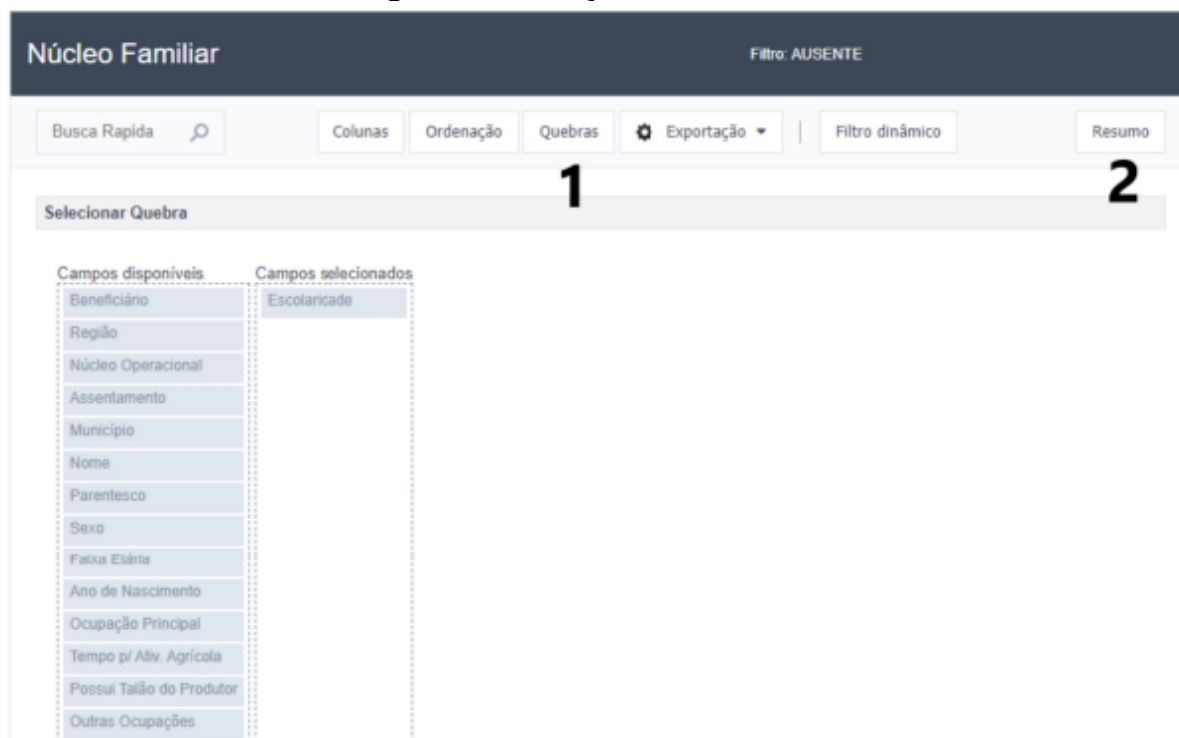 Núcleo Familiar Filtro: AUSENTE
Busca Rapida Colunas Ordenação Quebras Exportação Filtro dinâmico Resumo
1 2
Selecionar Quebra
Campos disponíveis Campos selecionados
Beneficiário Escolaridade
Região
Núcleo Operacional
Assentamento
Município
Nome
Parentesco
Sexo
Faixa Etária
Ano de Nascimento
Ocupação Principal
Tempo p/ Ativ. Agrícola
Possui Talão do Produtor
Outras Ocupações